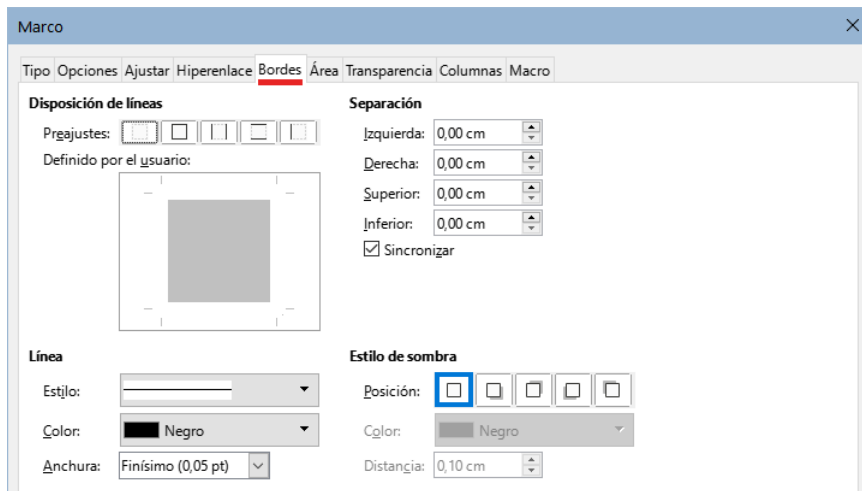 Marco
Tipo Opciones Ajustar Hiperenlace Bordes Área Transparencia Columnas Macro
Disposición de líneas
Preajustes:
Definido por el usuario:
Separación
Izquierda: 0,00 cm
Derecha: 0,00 cm
Superior: 0,00 cm
Inferior: 0,00 cm
Sincronizar
Línea
Estilo:
Color: Negro
Anchura: Finísimo (0,05 pt)
Estilo de sombra
Posición:
Color: Negro
Distancia: 0,10 cm